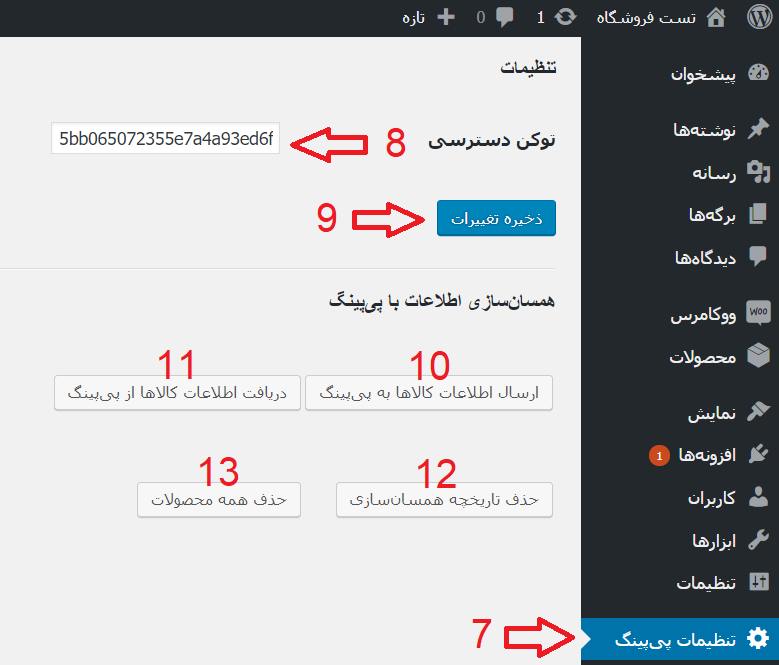 تست فروشگاه 1 0 تازه
پیشخوان
نوشته‌ها
رسانه
برگه‌ها
دیدگاه‌ها
WOO ووکامرس
محصولات
نمایش
افزونه‌ها 1
کاربران
ابزارها
تنظیمات
تنظیمات پی‌پینگ 7
تنظیمات
توکن دسترسی 8 5bb065072355e7a4a93ed6f
ذخیره تغییرات 9
همسان‌سازی اطلاعات با پی‌پینگ
10 11
ارسال اطلاعات کالاها به پی‌پینگ دریافت اطلاعات کالاها از پی‌پینگ
12 13
حذف تاریخچه همسان‌سازی حذف همه محصولات